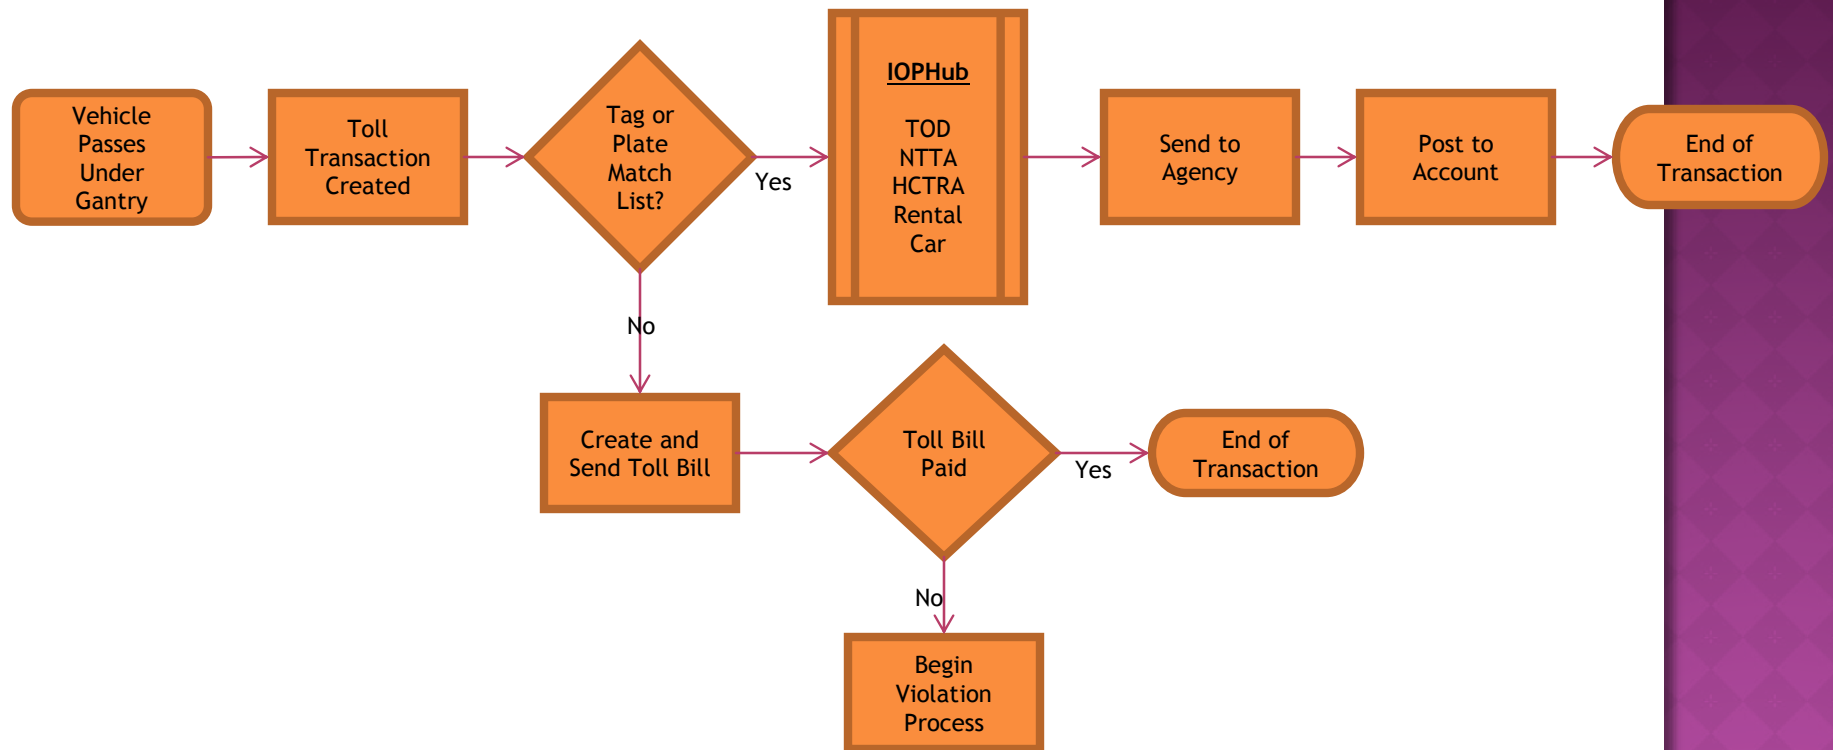 Vehicle
Passes
Under
Gantry
Toll
Transaction
Created
Tag or
Plate
Match
List?
Yes
IOPHub
TOD
NTTA
HCTRA
Rental
Car
Send to
Agency
Post to
Account
End of
Transaction
No
Create and
Send Toll Bill
Toll Bill
Paid
Yes
End of
Transaction
No
Begin
Violation
Process